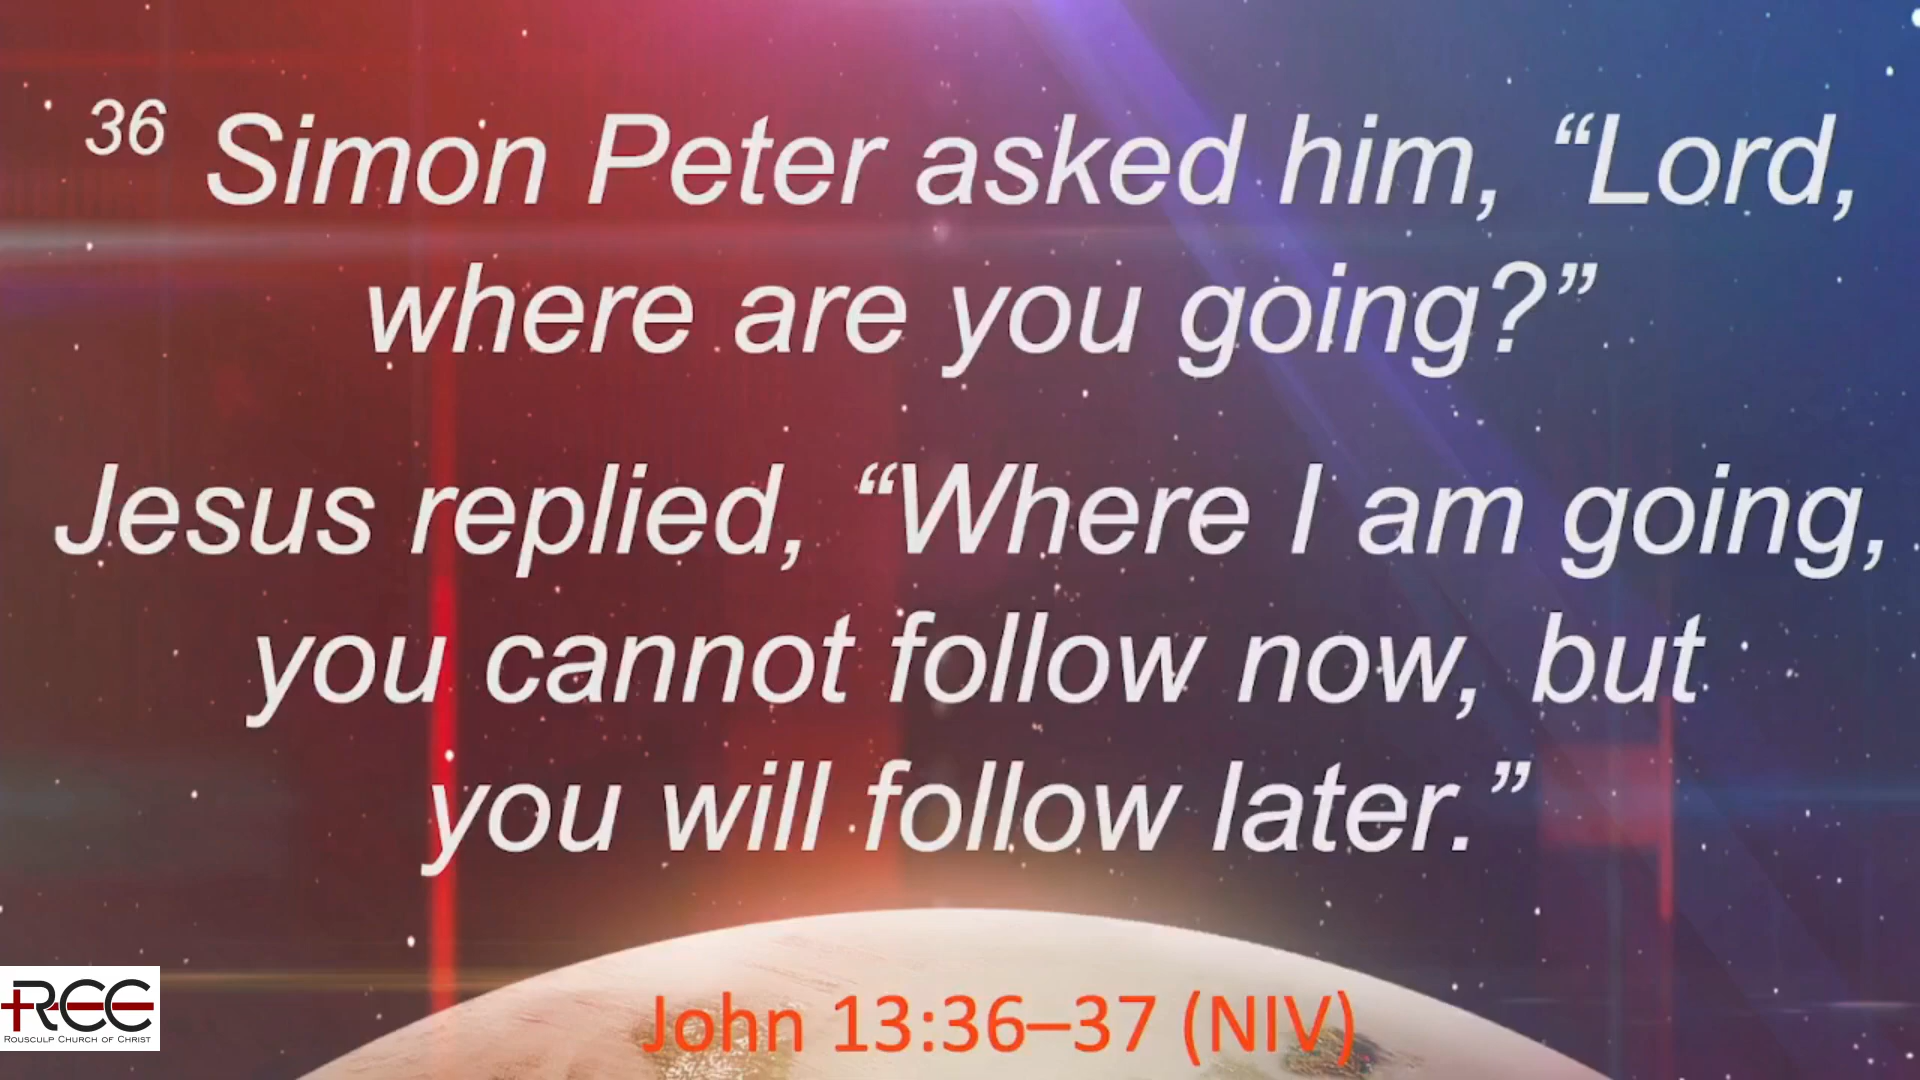 36 Simon Peter asked him, “Lord,
where are you going?”
Jesus replied, “Where I am going,
you cannot follow now, but
you will follow later.”
John 13:36–37 (NIV)
RCC
Rousculp Church of Christ